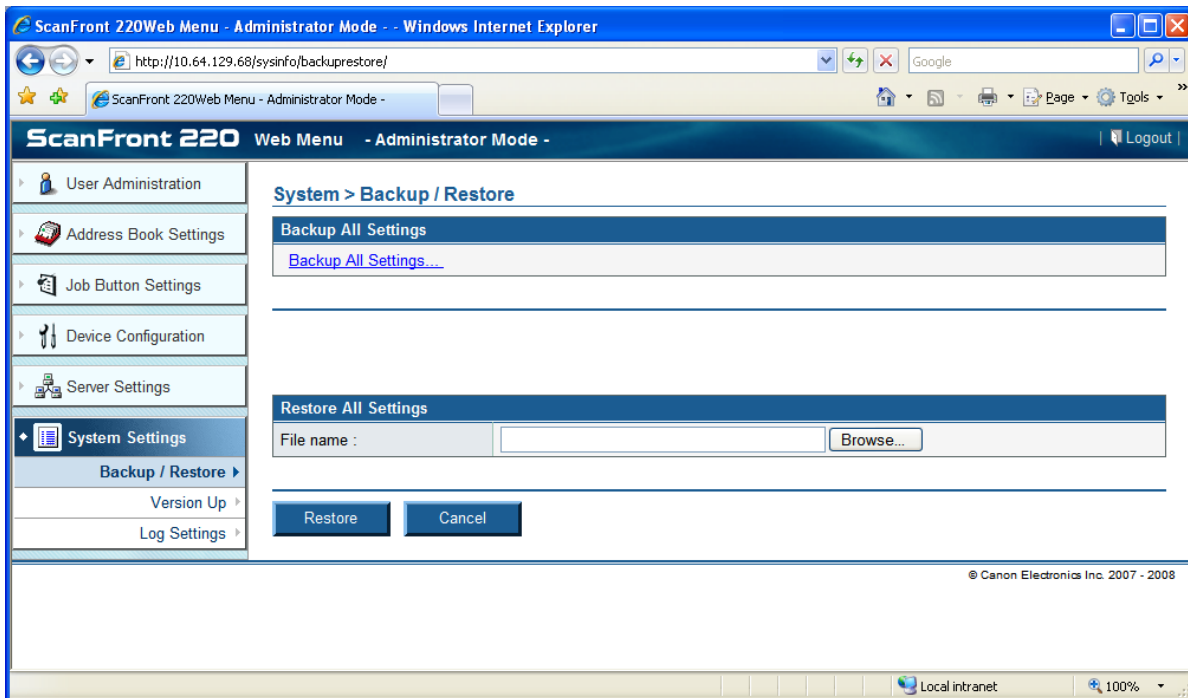 ScanFront 220Web Menu - Administrator Mode - - Windows Internet Explorer
http://10.64.129.68/sysinfo/backuprestore/
Google
ScanFront 220Web Menu - Administrator Mode -
Page
Tools
ScanFront 220 Web Menu - Administrator Mode -
| Logout |
User Administration
Address Book Settings
Job Button Settings
Device Configuration
Server Settings
System Settings
Backup / Restore
Version Up
Log Settings
System > Backup / Restore
Backup All Settings
Backup All Settings...
Restore All Settings
File name :
Browse...
Restore
Cancel
© Canon Electronics Inc. 2007 - 2008
Local intranet
100%